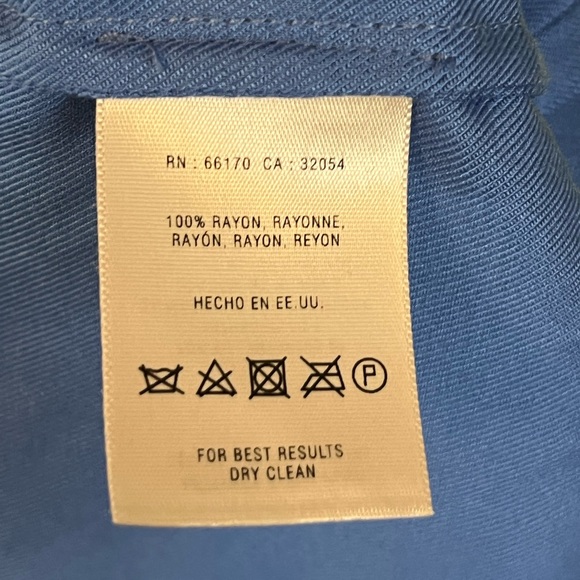 RN : 66170 CA : 32054
100% RAYON, RAYONNE,
RAYÓN, RAYON, REYON
HECHO EN EE.UU.
P
FOR BEST RESULTS
DRY CLEAN